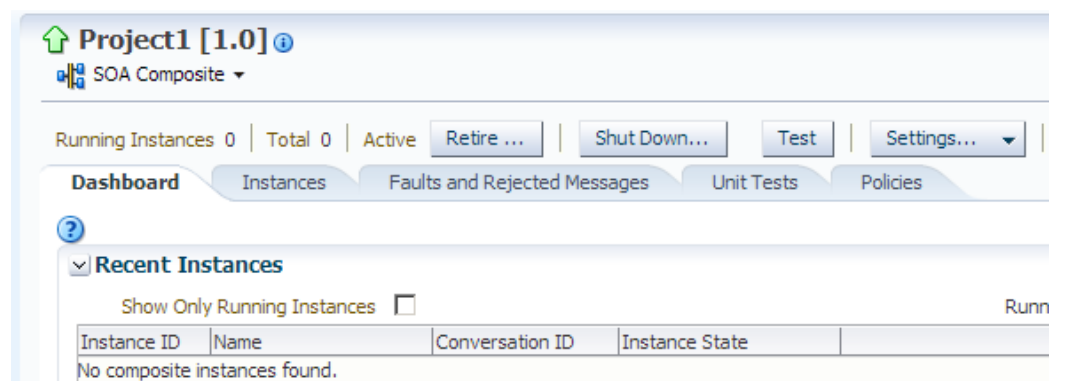 Project1 [1.0]
SOA Composite
Running Instances 0 Total 0 Active Retire ... Shut Down... Test Settings...
Dashboard Instances Faults and Rejected Messages Unit Tests Policies
Recent Instances
Show Only Running Instances Runn
Instance ID Name Conversation ID Instance State
No composite instances found.